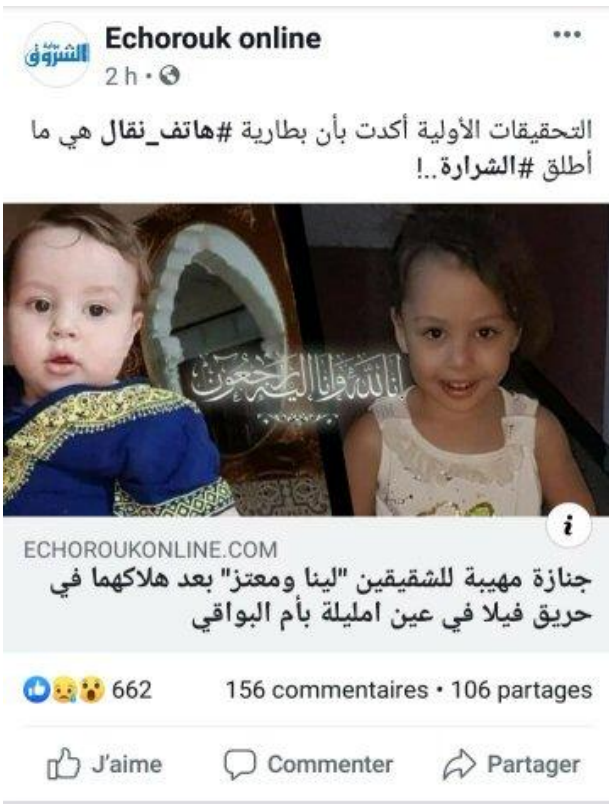 Echorouk online
بوابة الشروق
2 h
التحقيقات الأولية أكدت بأن بطارية #هاتف_نقال هي ما
أطلق #الشرارة..!
إنا لله وإنا إليه راجعون
ECHOROUKONLINE.COM
جنازة مهيبة للشقيقين "لينا ومعتز" بعد هلاكهما في
حريق فيلا في عين امليلة بأم البواقي
662
156 commentaires • 106 partages
J'aime
Commenter
Partager